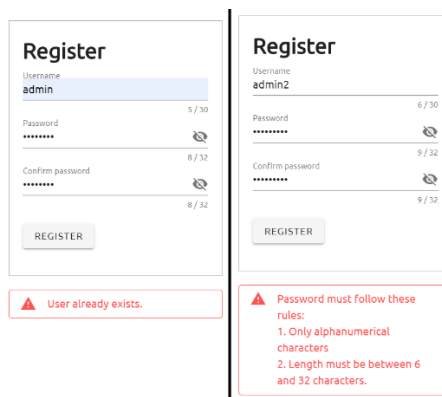 Register
Username
admin
5 / 30
Password
••••••••
8 / 32
Confirm password
••••••••
8 / 32
REGISTER
User already exists.
Register
Username
admin2
6 / 30
Password
•••••••••
9 / 32
Confirm password
•••••••••
9 / 32
REGISTER
Password must follow these
rules:
1. Only alphanumerical
characters
2. Length must be between 6
and 32 characters.